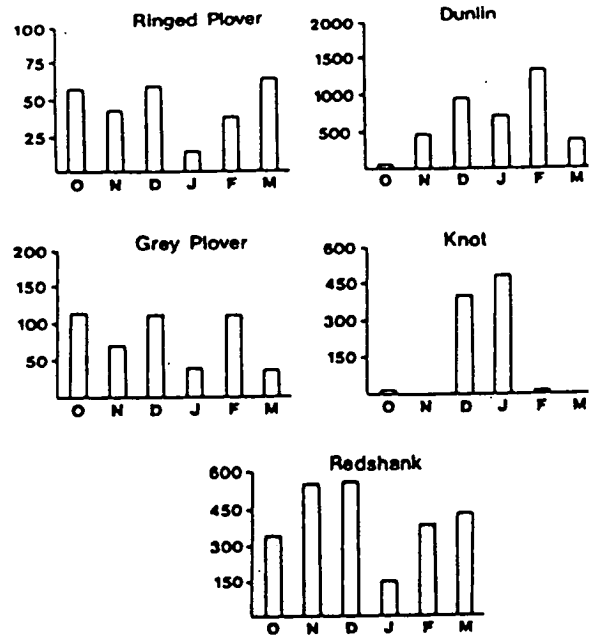 Ringed Plover
100
75
50
25
O N D J F M
Dunlin
2000
1500
1000
500
O N D J F M
Grey Plover
200
150
100
50
O N D J F M
Knot
600
450
300
150
O N D J F M
Redshank
600
450
300
150
O N D J F M